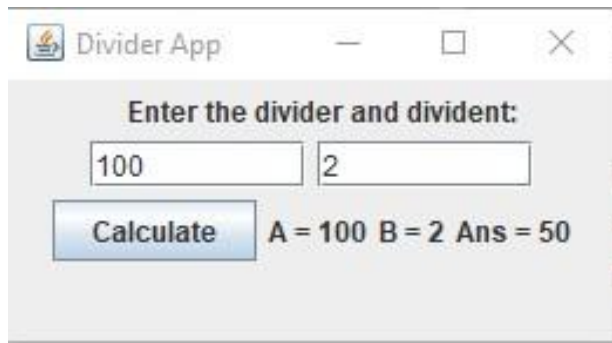 Divider App
Enter the divider and divident:
100 2
Calculate A = 100 B = 2 Ans = 50